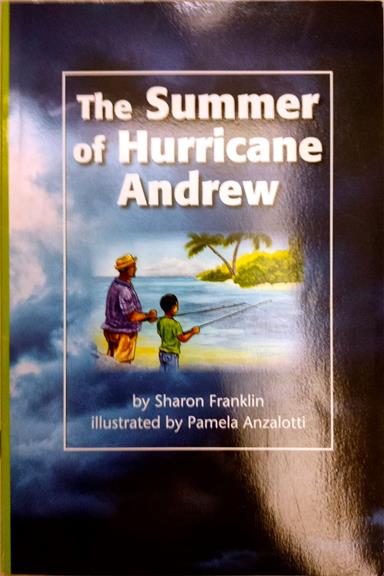 The Summer
of Hurricane
Andrew
by Sharon Franklin
illustrated by Pamela Anzalotti